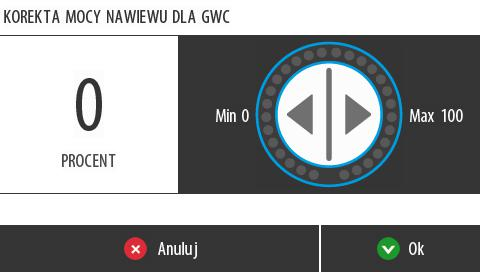 KOREKTA MOCY NAWIEWU DLA GWC
0
PROCENT
Min 0
Max 100
Anuluj
Ok